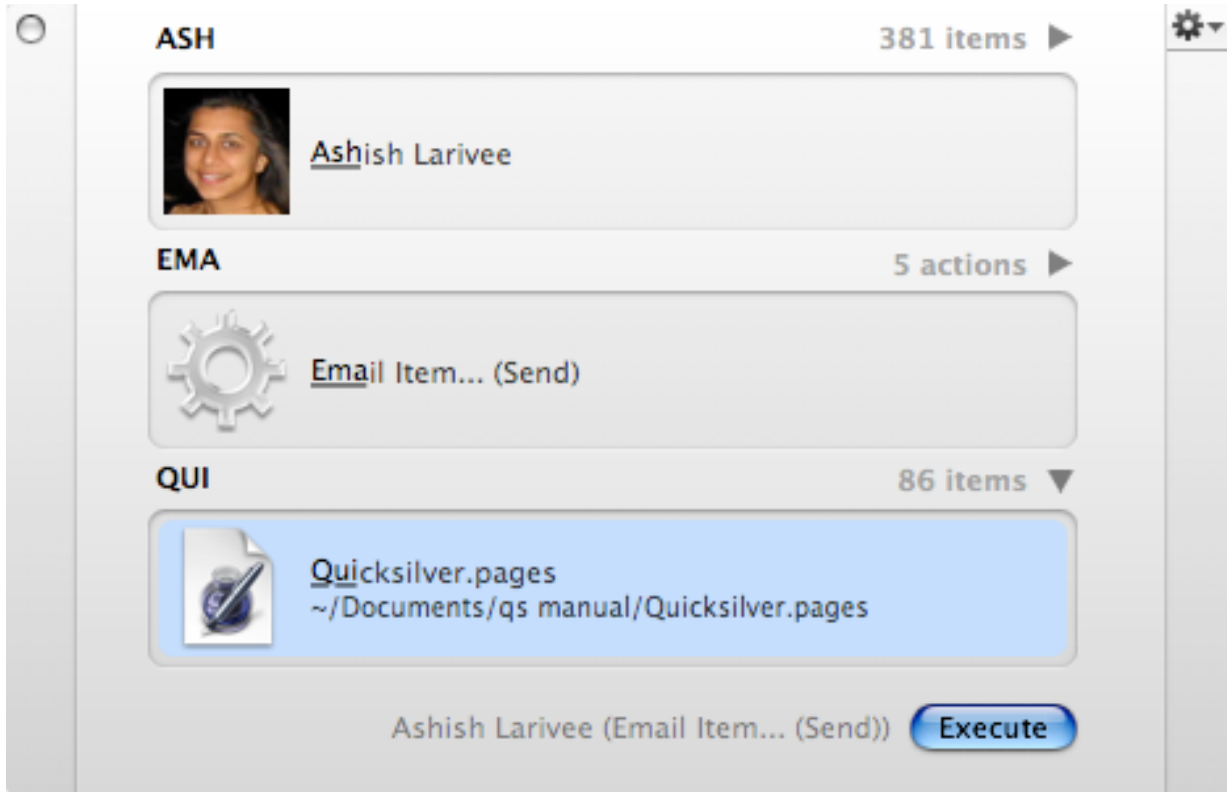 ASH 381 items
Ashish Larivee
EMA 5 actions
Email Item... (Send)
QUI 86 items
Quicksilver.pages
~/Documents/qs manual/Quicksilver.pages
Ashish Larivee (Email Item... (Send)) Execute